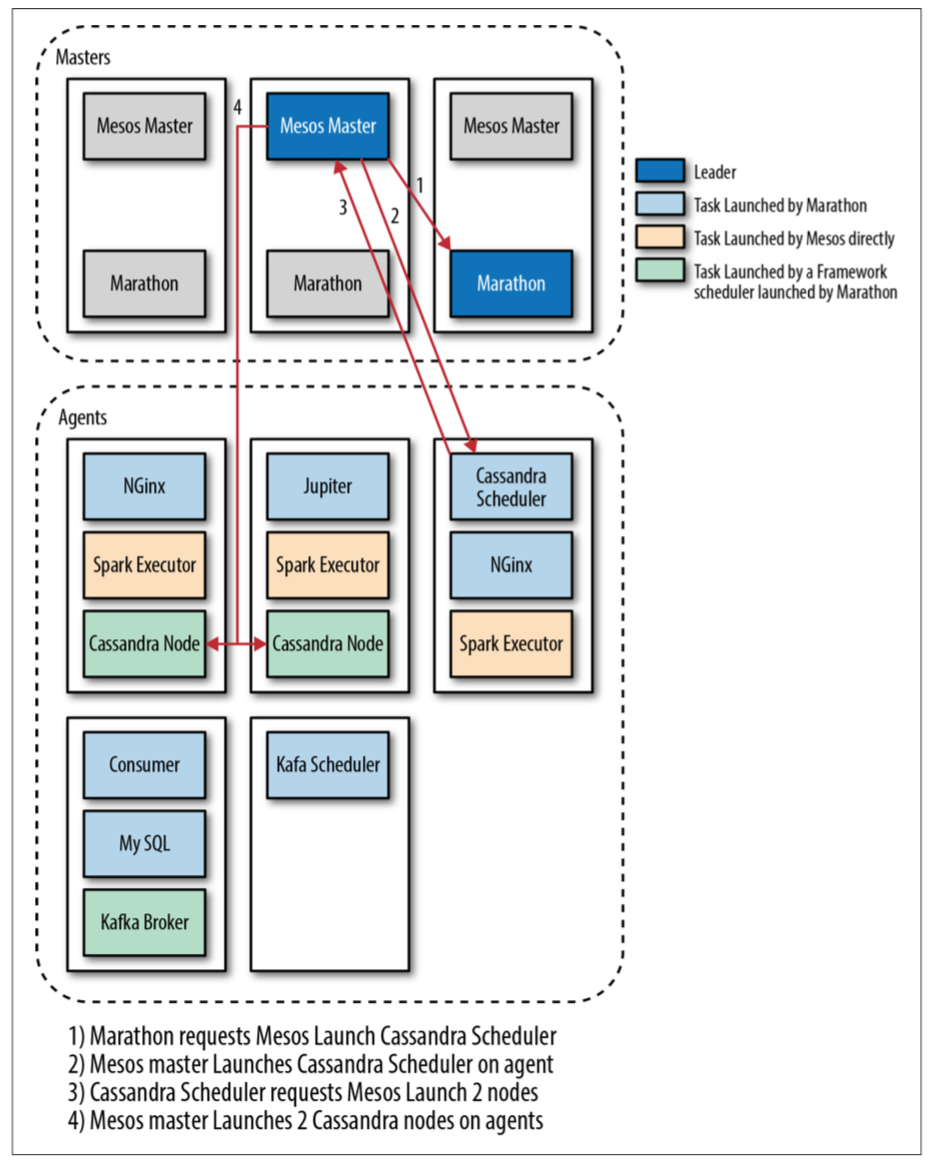 Masters
4
Mesos Master
Mesos Master
Mesos Master
1
3
2
Marathon
Marathon
Marathon
Leader
Task Launched by Marathon
Task Launched by Mesos directly
Task Launched by a Framework
scheduler launched by Marathon
Agents
NGinx
Jupiter
Cassandra
Scheduler
Spark Executor
Spark Executor
NGinx
Cassandra Node
Cassandra Node
Spark Executor
Consumer
Kafa Scheduler
My SQL
Kafka Broker
1) Marathon requests Mesos Launch Cassandra Scheduler
2) Mesos master Launches Cassandra Scheduler on agent
3) Cassandra Scheduler requests Mesos Launch 2 nodes
4) Mesos master Launches 2 Cassandra nodes on agents